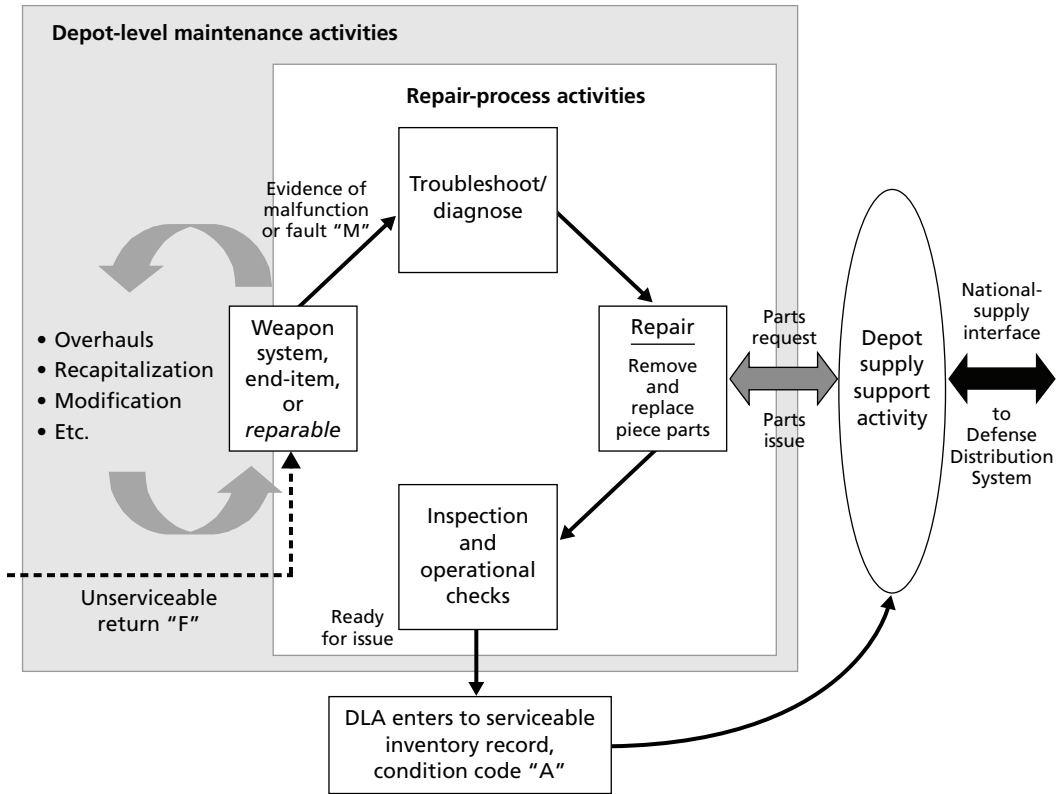 Depot-level maintenance activities
Repair-process activities
Troubleshoot/
diagnose
Evidence of
malfunction
or fault “M”
• Overhauls
• Recapitalization
• Modification
• Etc.
Weapon
system,
end-item,
or
reparable
Repair
Remove
and
replace
piece parts
Parts
request
Parts
issue
Depot
supply
support
activity
National-
supply
interface
to
Defense
Distribution
System
Inspection
and
operational
checks
Unserviceable
return “F”
Ready
for issue
DLA enters to serviceable
inventory record,
condition code “A”